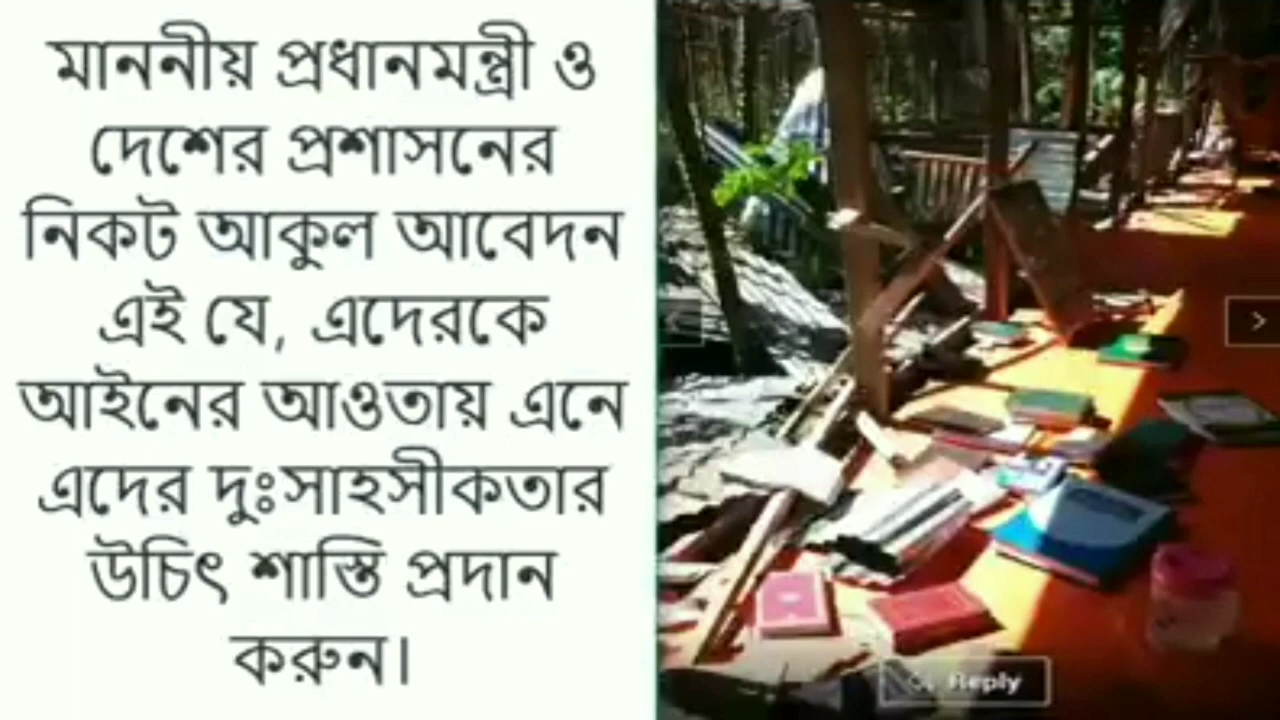 মাননীয় প্রধানমন্ত্রী ও
দেশের প্রশাসনের
নিকট আকুল আবেদন
এই যে, এদেরকে
আইনের আওতায় এনে
এদের দুঃসাহসীকতার
উচিৎ শাস্তি প্রদান
করুন।
Reply